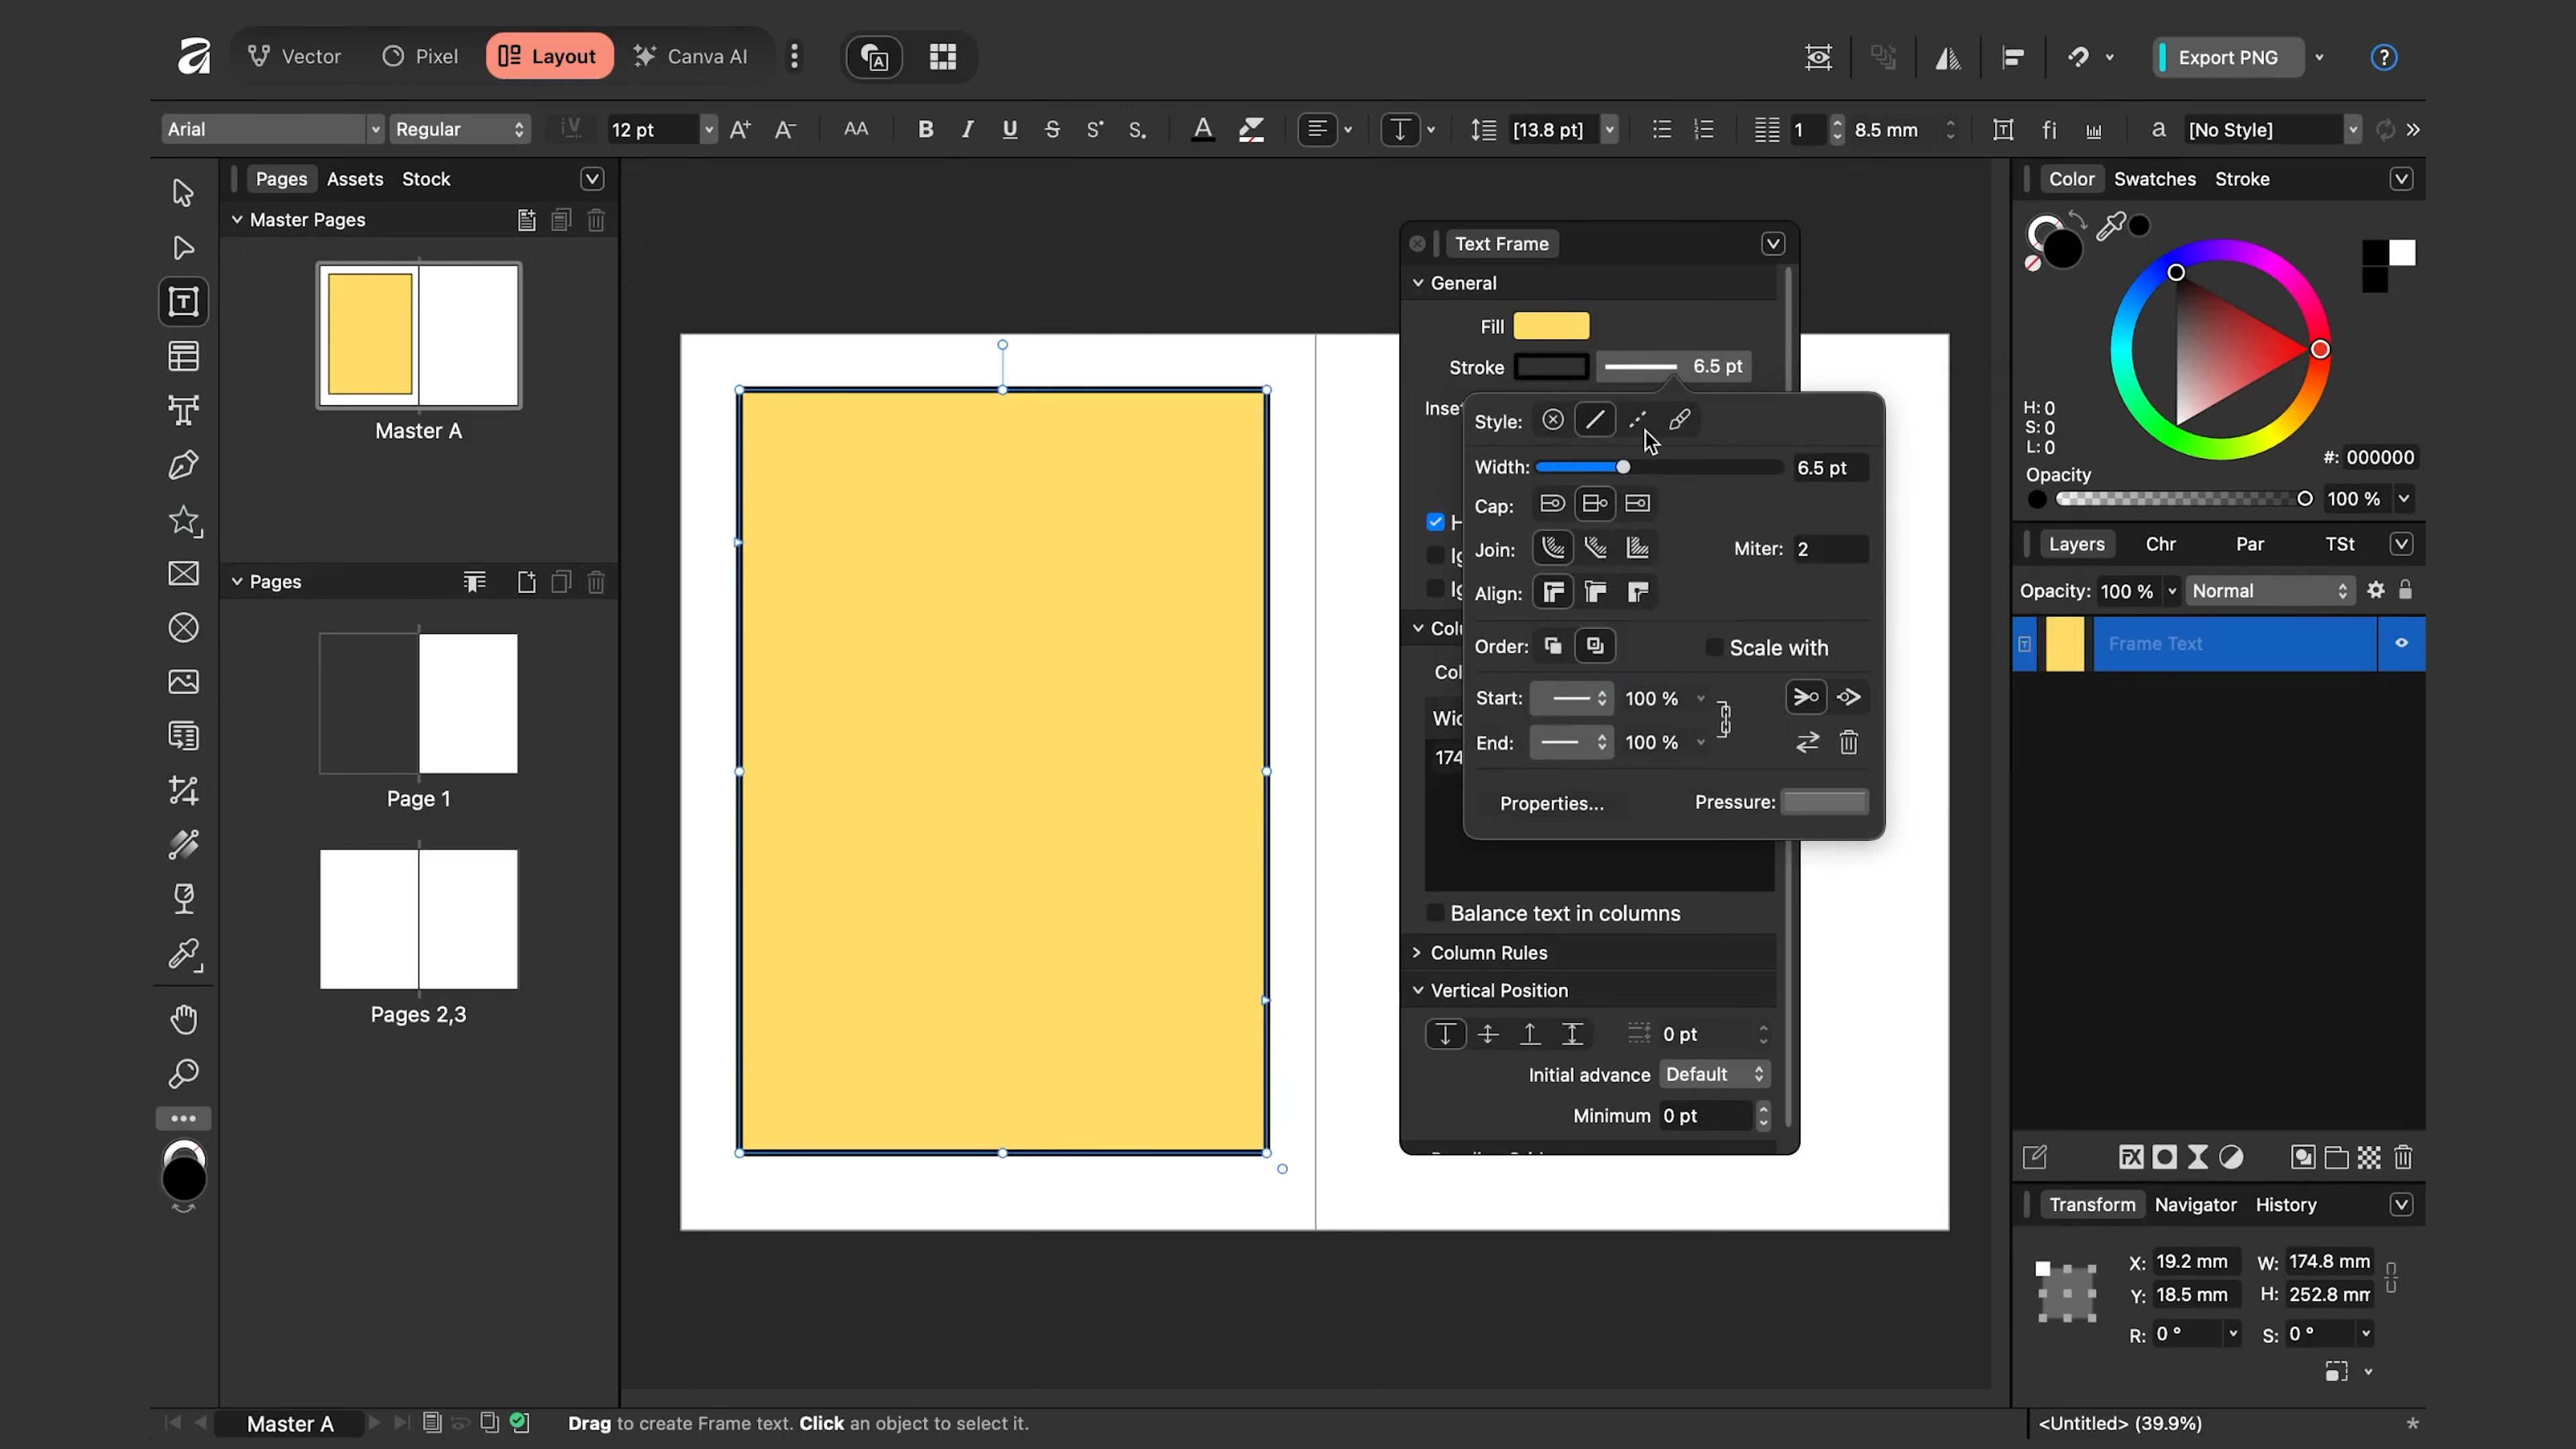 Vector Pixel Layout Canva AI Export PNG ?
Arial Regular 12 pt A+ A- AA B I U S S S. A [13.8 pt] 1 8.5 mm fi a [No Style] »
Pages Assets Stock
Master Pages
Master A
Pages
Page 1
Pages 2,3
Text Frame
General
Fill
Stroke 6.5 pt
Style:
Width: 6.5 pt
Cap:
Join: Miter: 2
Align:
Order: Scale with
Start: 100 %
End: 100 %
Properties... Pressure:
174
Balance text in columns
Column Rules
Vertical Position
0 pt
Initial advance Default
Minimum 0 pt
Color Swatches Stroke
H: 0
S: 0
L: 0
#: 000000
Opacity
100 %
Layers Chr Par TSt
Opacity: 100 % Normal
Frame Text
Transform Navigator History
X: 19.2 mm W: 174.8 mm
Y: 18.5 mm H: 252.8 mm
R: 0 ° S: 0 °
Master A Drag to create Frame text. Click an object to select it. <Untitled> (39.9%) *